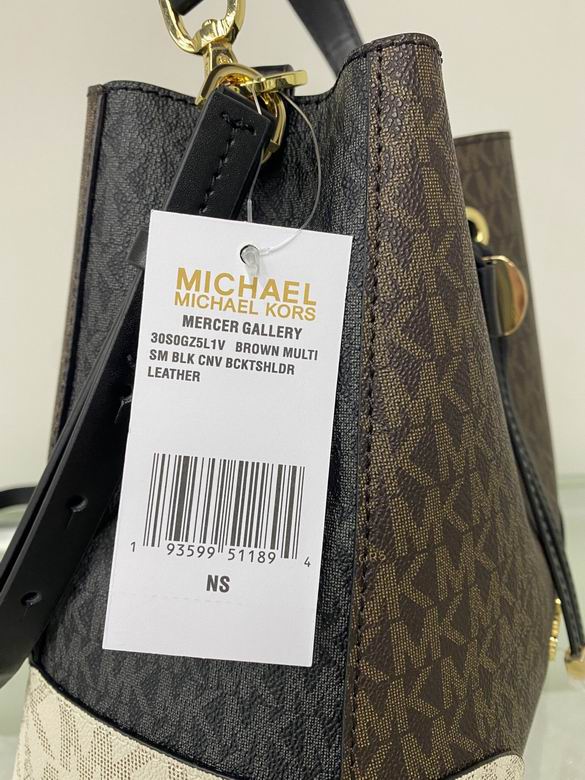 MICHAEL
MICHAEL KORS
MERCER GALLERY
30S0GZ5L1V BROWN MULTI
SM BLK CNV BCKTSHLDR
LEATHER
1 93599 51189 4
NS